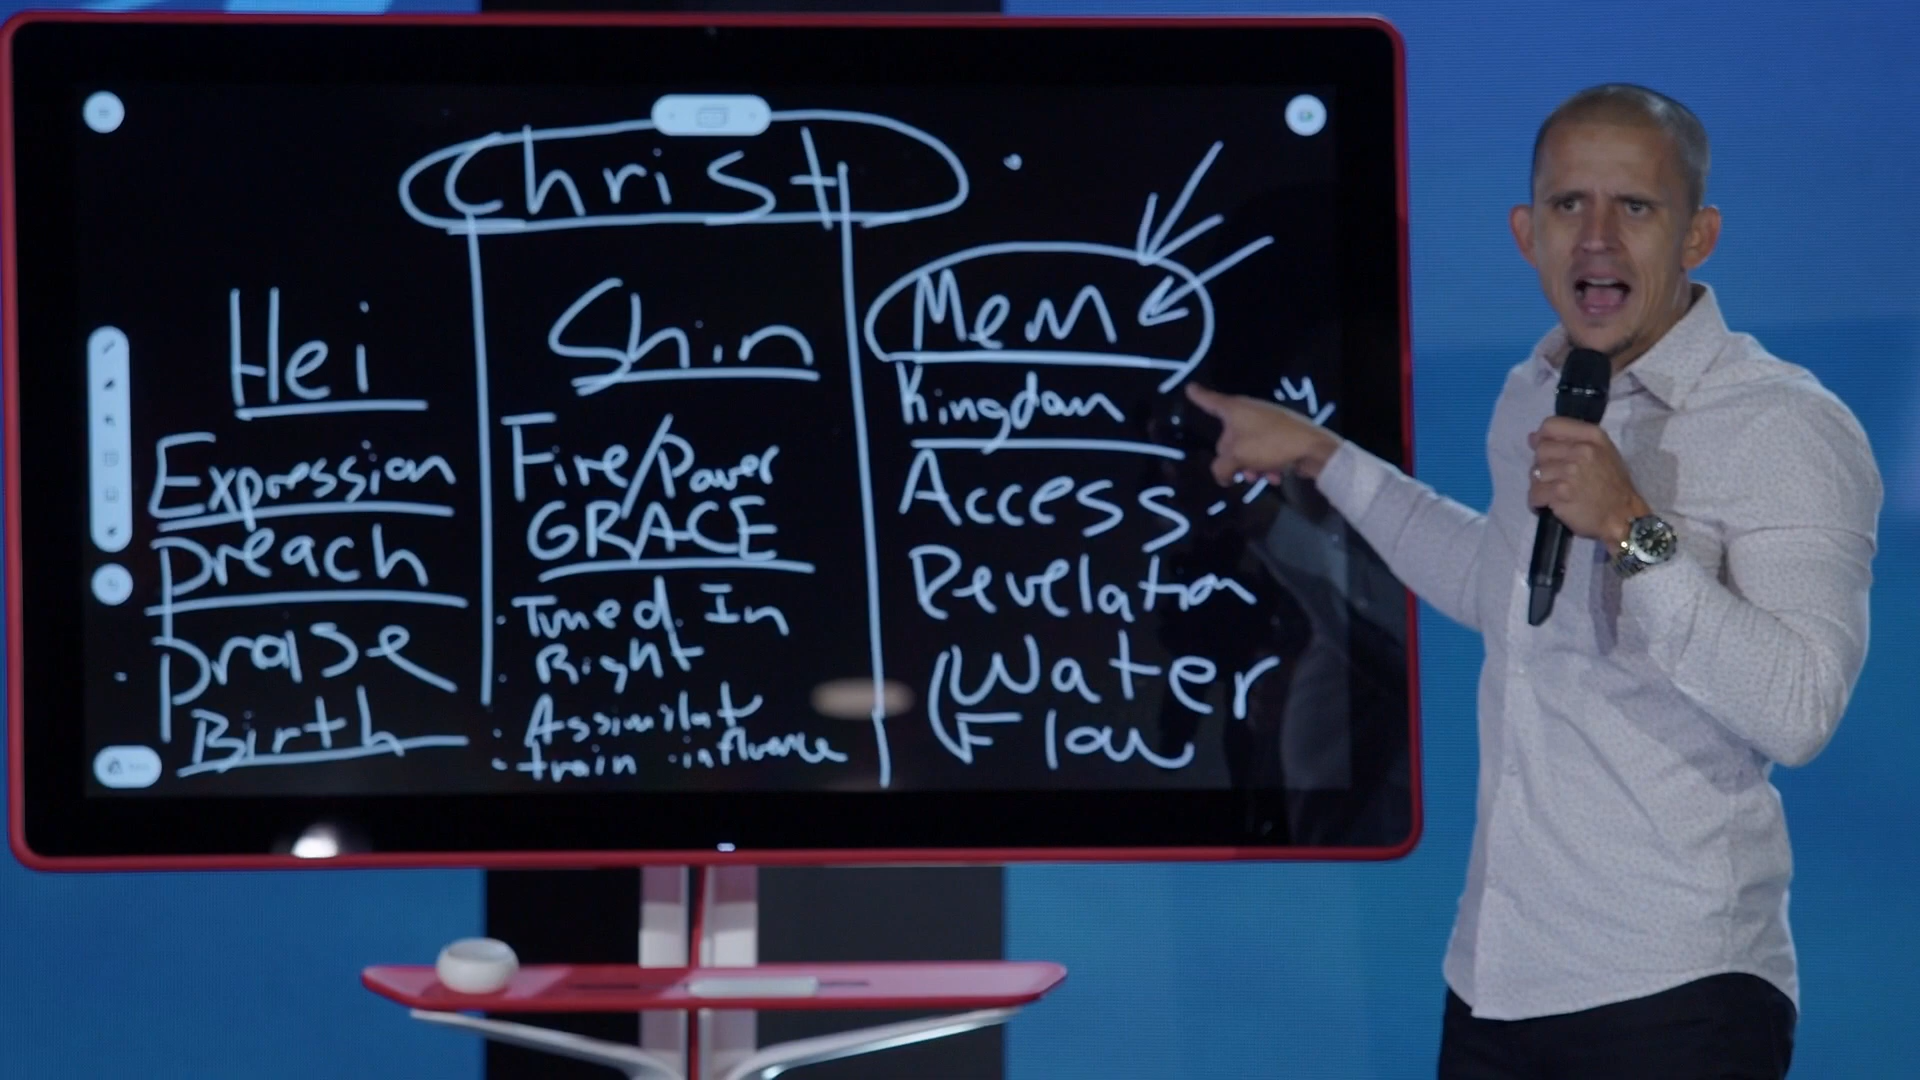 Christ
Hei
Expression
preach
praise
Birth
Shin
Fire/Power
GRACE
• Tuned In
• Right
• Assimilate
• train influence
Mem
Kingdom
Access -
Revelation
Water
Flow